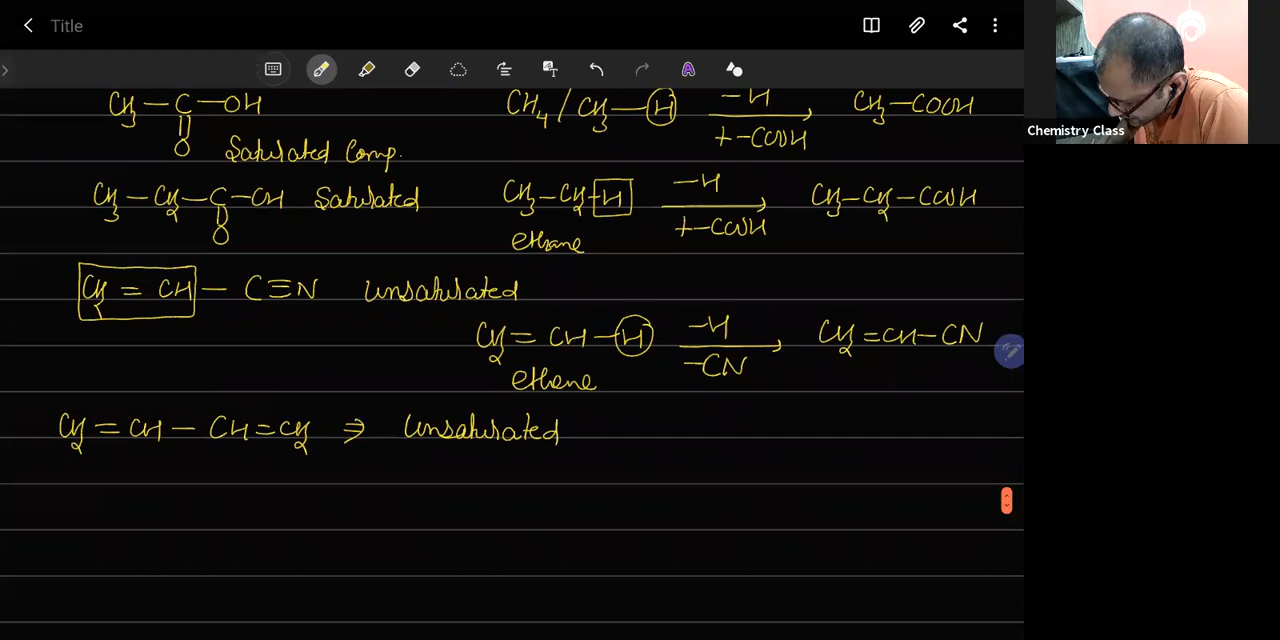 Title
Chemistry Class
CH3 — C — OH
||
O
Saturated Comp.
CH4 / CH3 — H −H CH3 — COOH
+ −COOH
CH3 — CH2 — C — OH Saturated
||
O
CH3 — CH2 — H −H CH3 — CH2 — COOH
+ −COOH
ethane
CH2 = CH — C≡N unsaturated
CH2 = CH — H −H CH2 = CH — CN
−CN
ethene
CH2 = CH — CH = CH2 ⇒ unsaturated